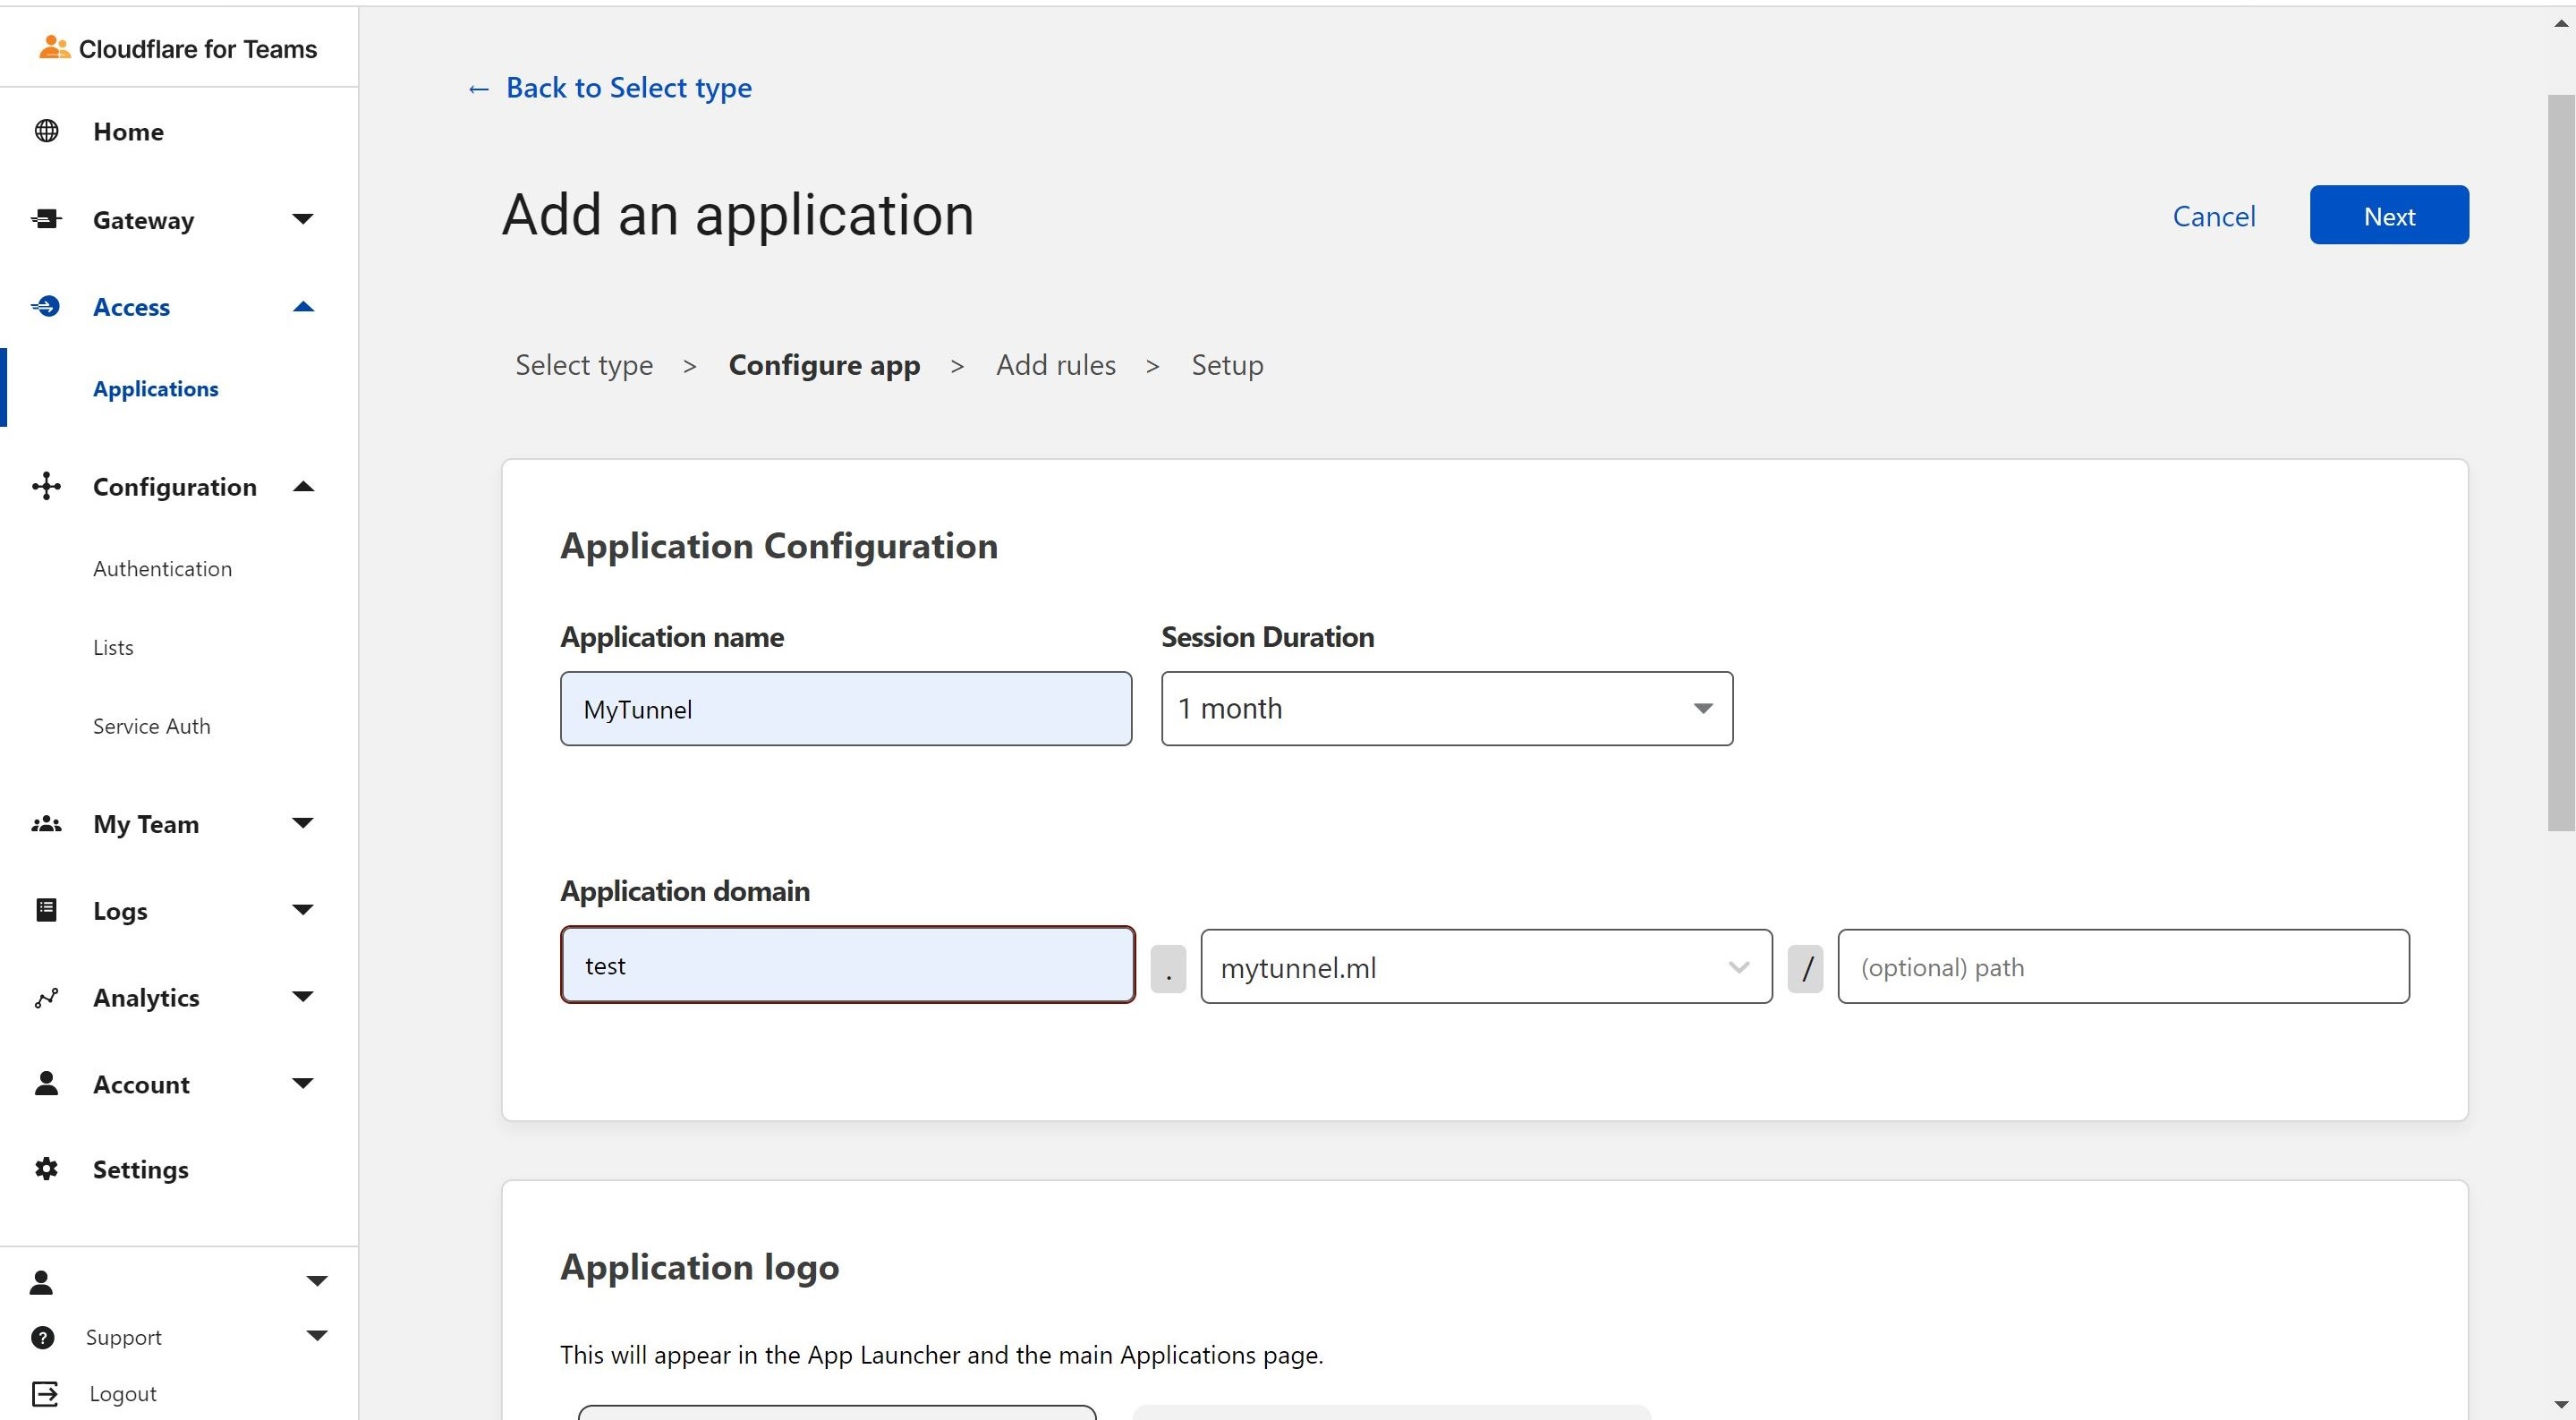 Cloudflare for Teams
Home
Gateway
Access
Applications
Configuration
Authentication
Lists
Service Auth
My Team
Logs
Analytics
Account
Settings
Support
Logout
← Back to Select type
Add an application
Cancel
Next
Select type > Configure app > Add rules > Setup
Application Configuration
Application name
Session Duration
MyTunnel
1 month
Application domain
test . mytunnel.ml / (optional) path
Application logo
This will appear in the App Launcher and the main Applications page.